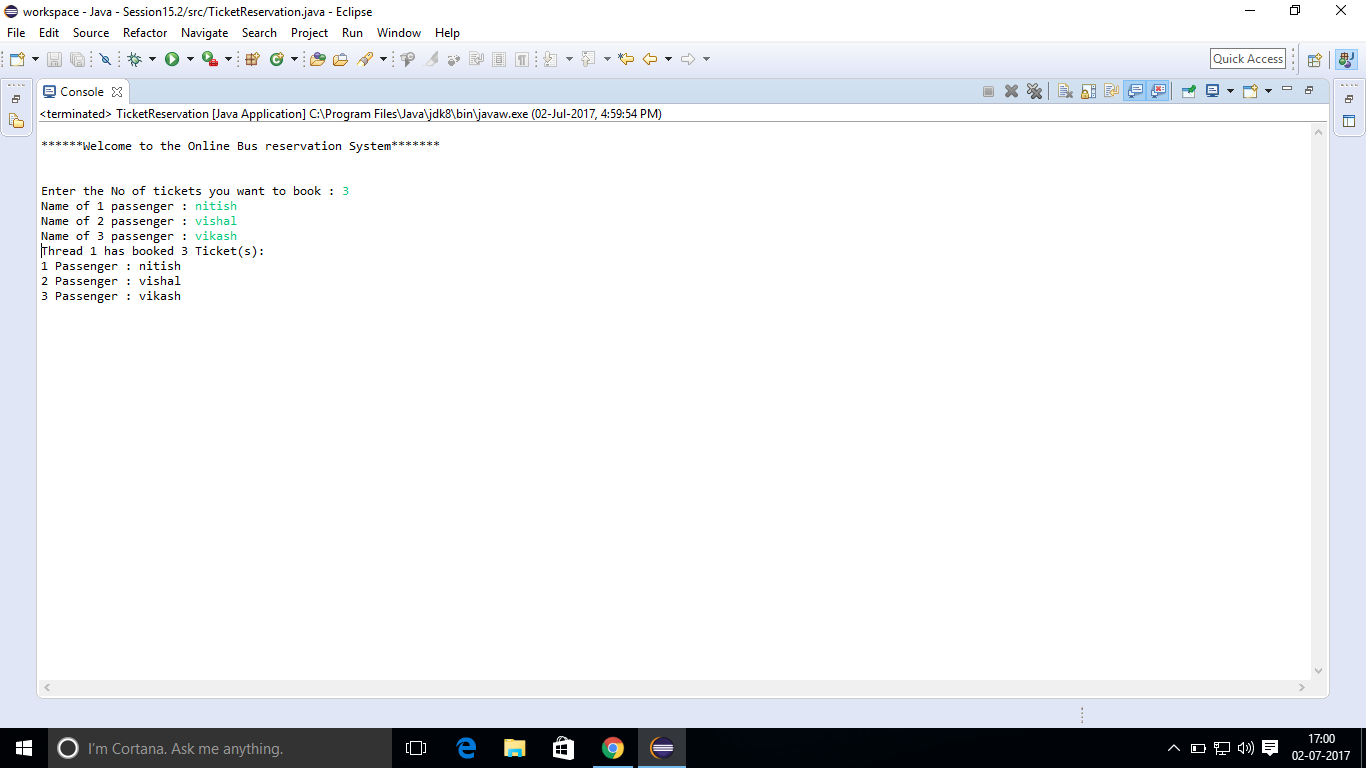 workspace - Java - Session15.2/src/TicketReservation.java - Eclipse
File Edit Source Refactor Navigate Search Project Run Window Help
Quick Access
Console
<terminated> TicketReservation [Java Application] C:\Program Files\Java\jdk8\bin\javaw.exe (02-Jul-2017, 4:59:54 PM)
******Welcome to the Online Bus reservation System*******
Enter the No of tickets you want to book : 3
Name of 1 passenger : nitish
Name of 2 passenger : vishal
Name of 3 passenger : vikash
Thread 1 has booked 3 Ticket(s):
1 Passenger : nitish
2 Passenger : vishal
3 Passenger : vikash
I'm Cortana. Ask me anything.
17:00
02-07-2017